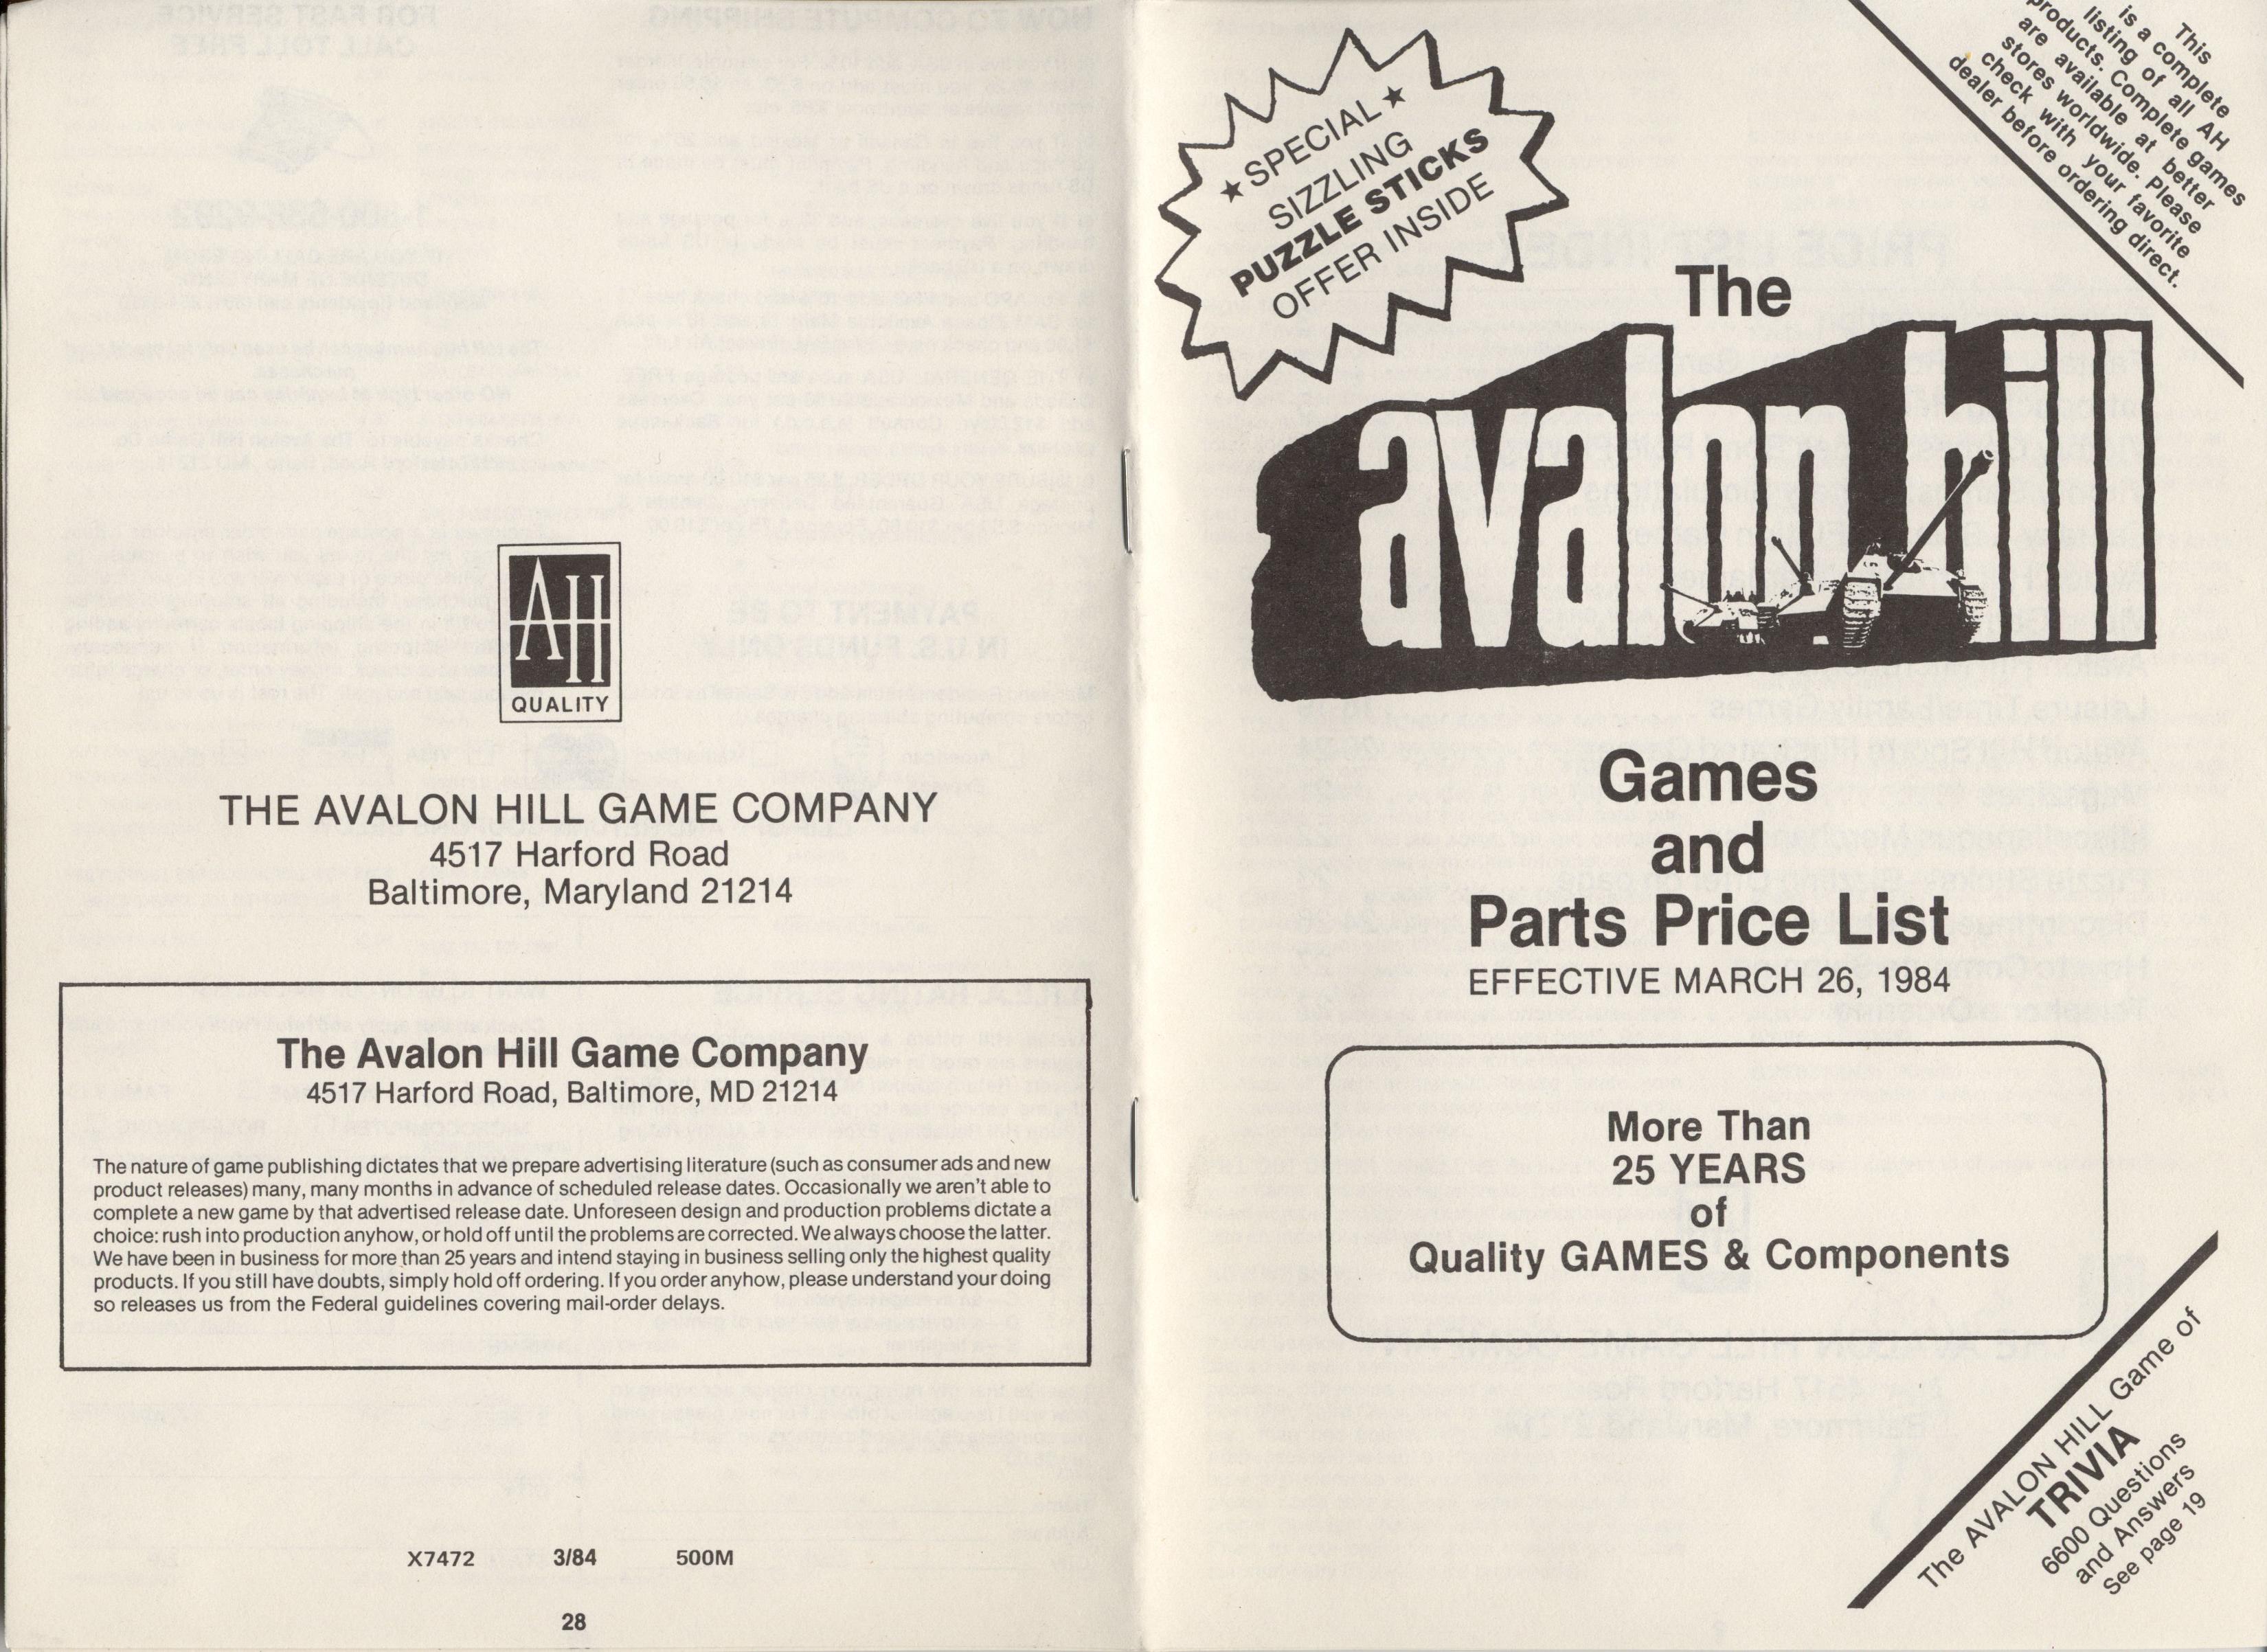 AH
QUALITY
THE AVALON HILL GAME COMPANY
4517 Harford Road
Baltimore, Maryland 21214
The Avalon Hill Game Company
4517 Harford Road, Baltimore, MD 21214
The nature of game publishing dictates that we prepare advertising literature (such as consumer ads and new
product releases) many, many months in advance of scheduled release dates. Occasionally we aren't able to
complete a new game by that advertised release date. Unforeseen design and production problems dictate a
choice: rush into production anyhow, or hold off until the problems are corrected. We always choose the latter.
We have been in business for more than 25 years and intend staying in business selling only the highest quality
products. If you still have doubts, simply hold off ordering. If you order anyhow, please understand your doing
so releases us from the Federal guidelines covering mail-order delays.
X7472 3/84 500M
28
★SPECIAL★
SIZZLING
PUZZLE STICKS
OFFER INSIDE
This
is a complete
listing of all AH
products. Complete games
are available at better
stores worldwide. Please
check with your favorite
dealer before ordering direct.
The
avalon hill
Games
and
Parts Price List
EFFECTIVE MARCH 26, 1984
More Than
25 YEARS
of
Quality GAMES & Components
The AVALON HILL Game of
TRIVIA
6600 Questions
and Answers
See page 19